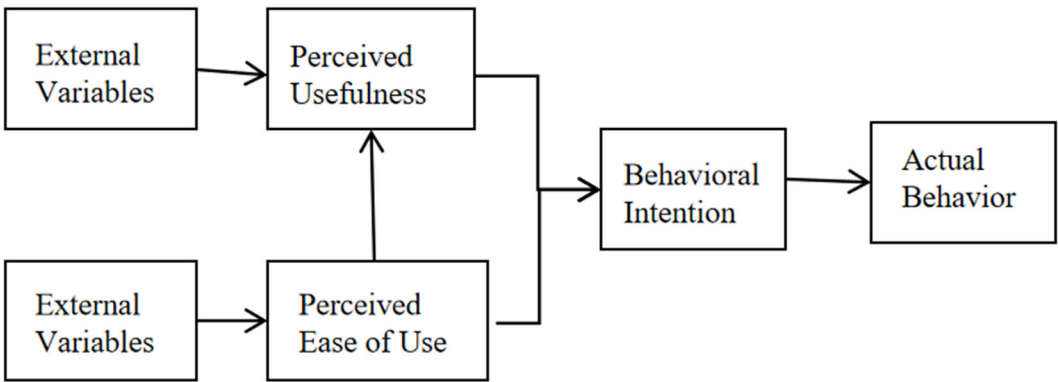 External
Variables
Perceived
Usefulness
Behavioral
Intention
Actual
Behavior
External
Variables
Perceived
Ease of Use